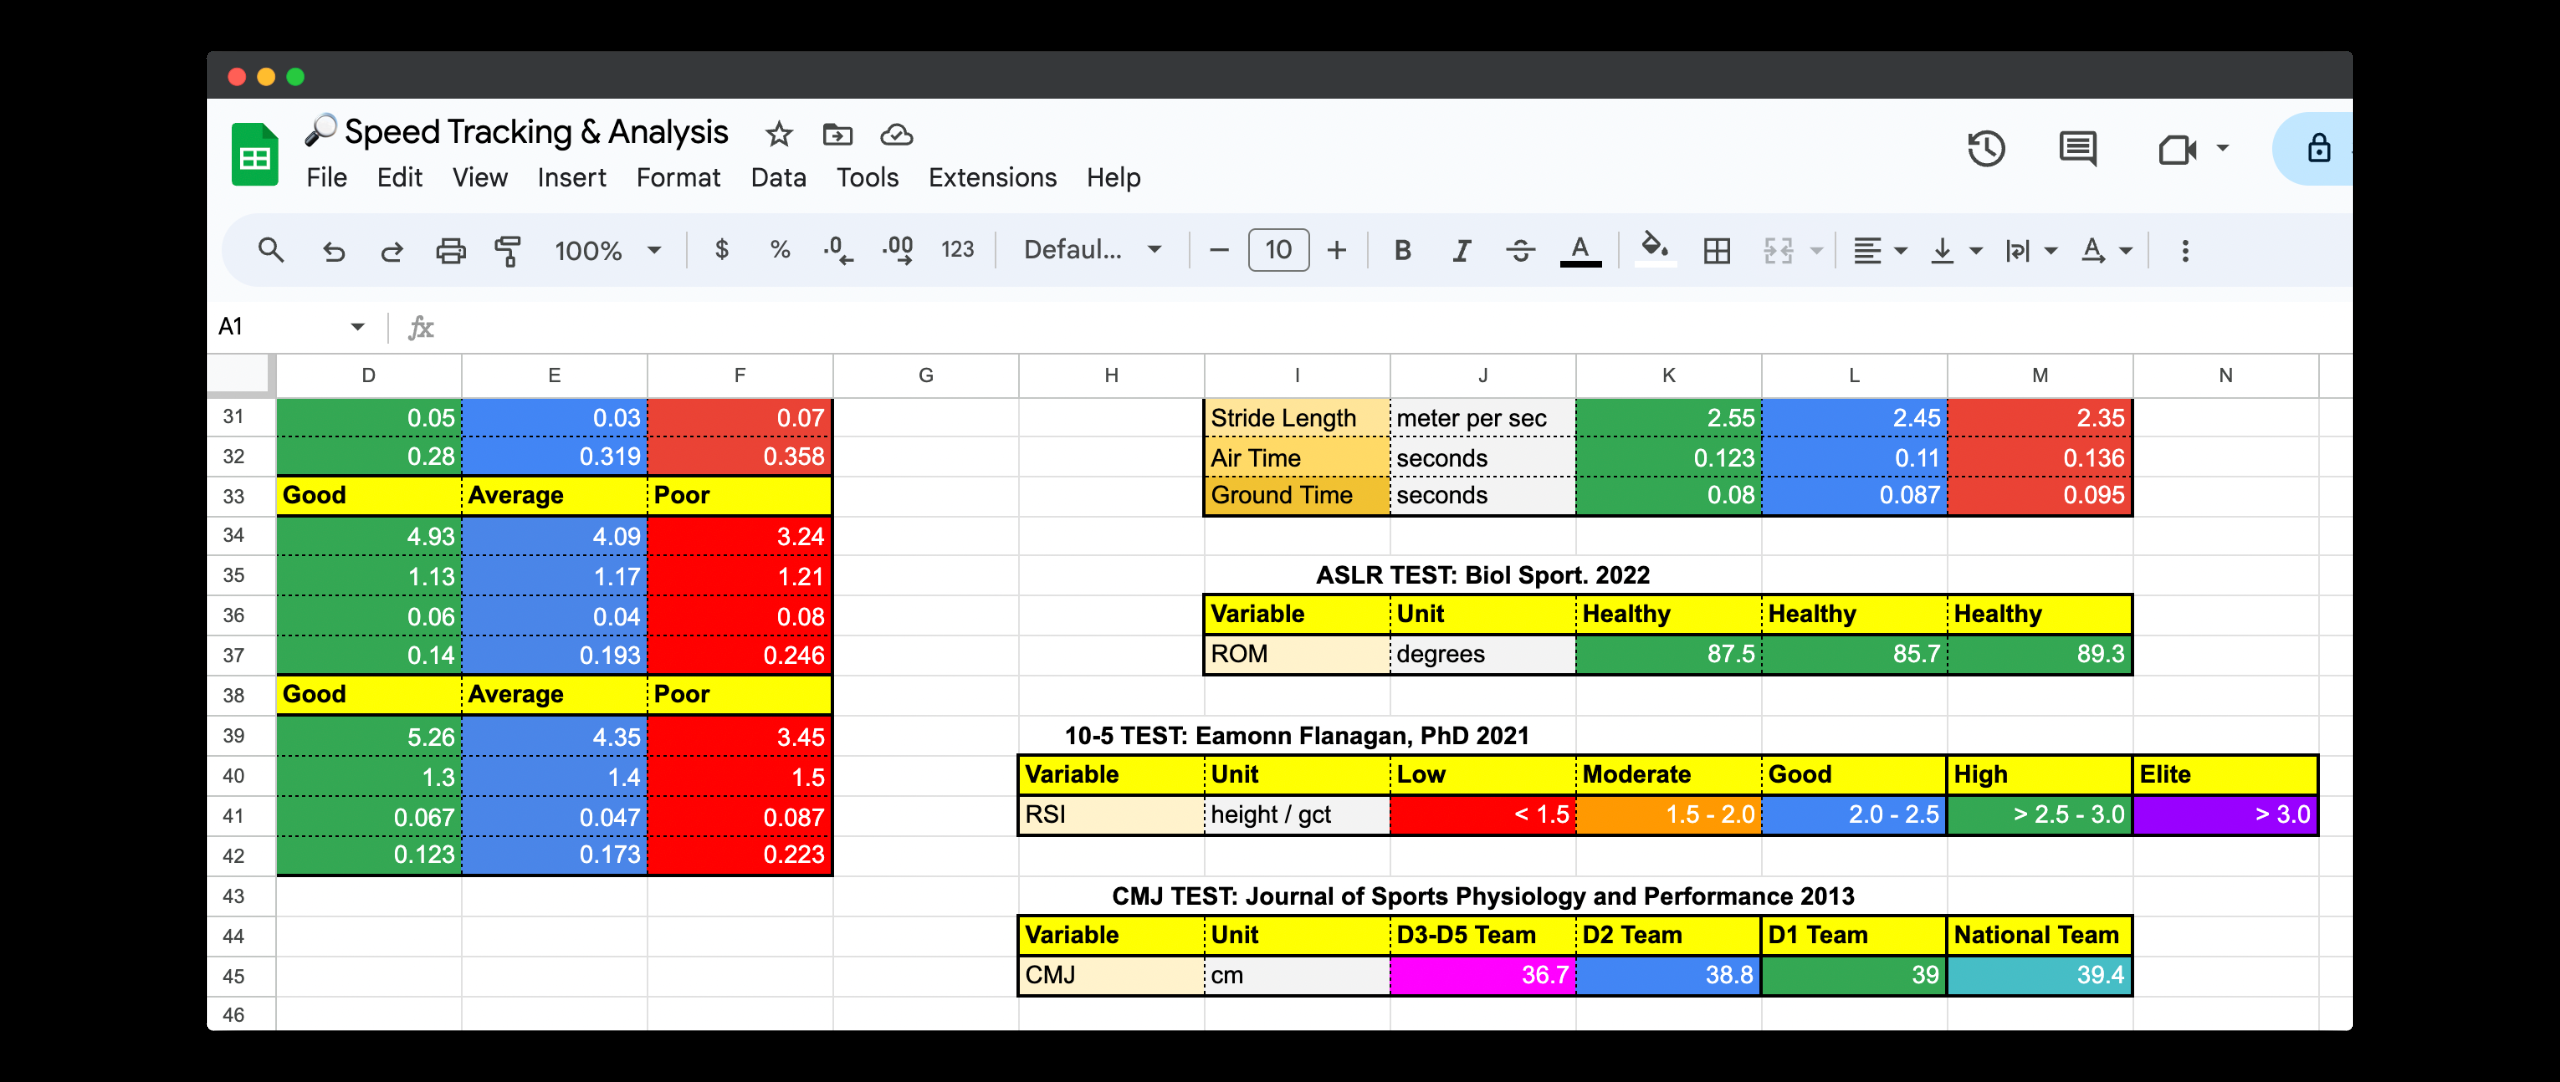 Speed Tracking & Analysis
File Edit View Insert Format Data Tools Extensions Help
100% $ % .0 .00 123 Defaul... − 10 + B I S A
A1 fx
D E F G H I J K L M N
31 0.05 0.03 0.07 Stride Length meter per sec 2.55 2.45 2.35
32 0.28 0.319 0.358 Air Time seconds 0.123 0.11 0.136
33 Good Average Poor Ground Time seconds 0.08 0.087 0.095
34 4.93 4.09 3.24
35 1.13 1.17 1.21 ASLR TEST: Biol Sport. 2022
36 0.06 0.04 0.08 Variable Unit Healthy Healthy Healthy
37 0.14 0.193 0.246 ROM degrees 87.5 85.7 89.3
38 Good Average Poor
39 5.26 4.35 3.45 10-5 TEST: Eamonn Flanagan, PhD 2021
40 1.3 1.4 1.5 Variable Unit Low Moderate Good High Elite
41 0.067 0.047 0.087 RSI height / gct < 1.5 1.5 - 2.0 2.0 - 2.5 > 2.5 - 3.0 > 3.0
42 0.123 0.173 0.223
43 CMJ TEST: Journal of Sports Physiology and Performance 2013
44 Variable Unit D3-D5 Team D2 Team D1 Team National Team
45 CMJ cm 36.7 38.8 39 39.4
46